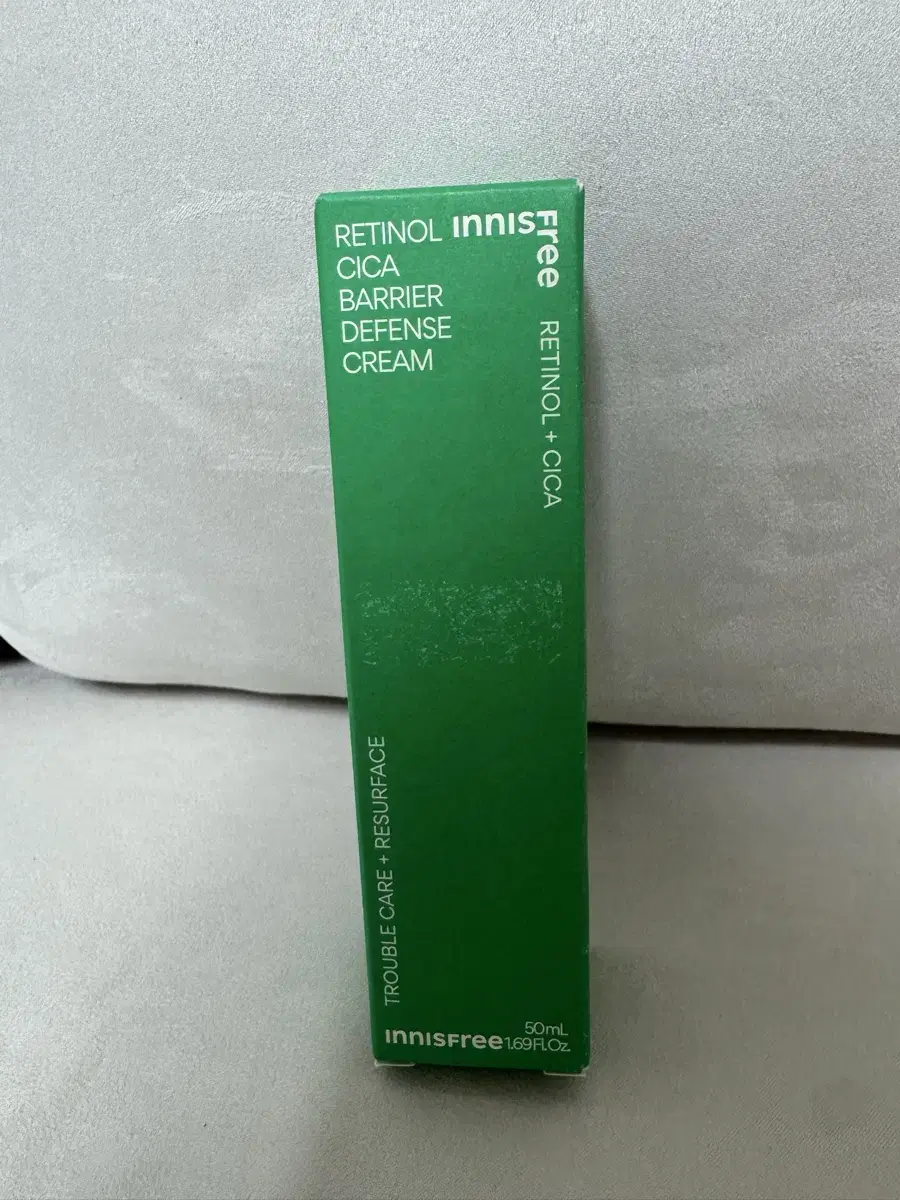 RETINOL
CICA
BARRIER
DEFENSE
CREAM
INNISFree
RETINOL + CICA
TROUBLE CARE + RESURFACE
INNISFree
50mL
1.69Fl.Oz.